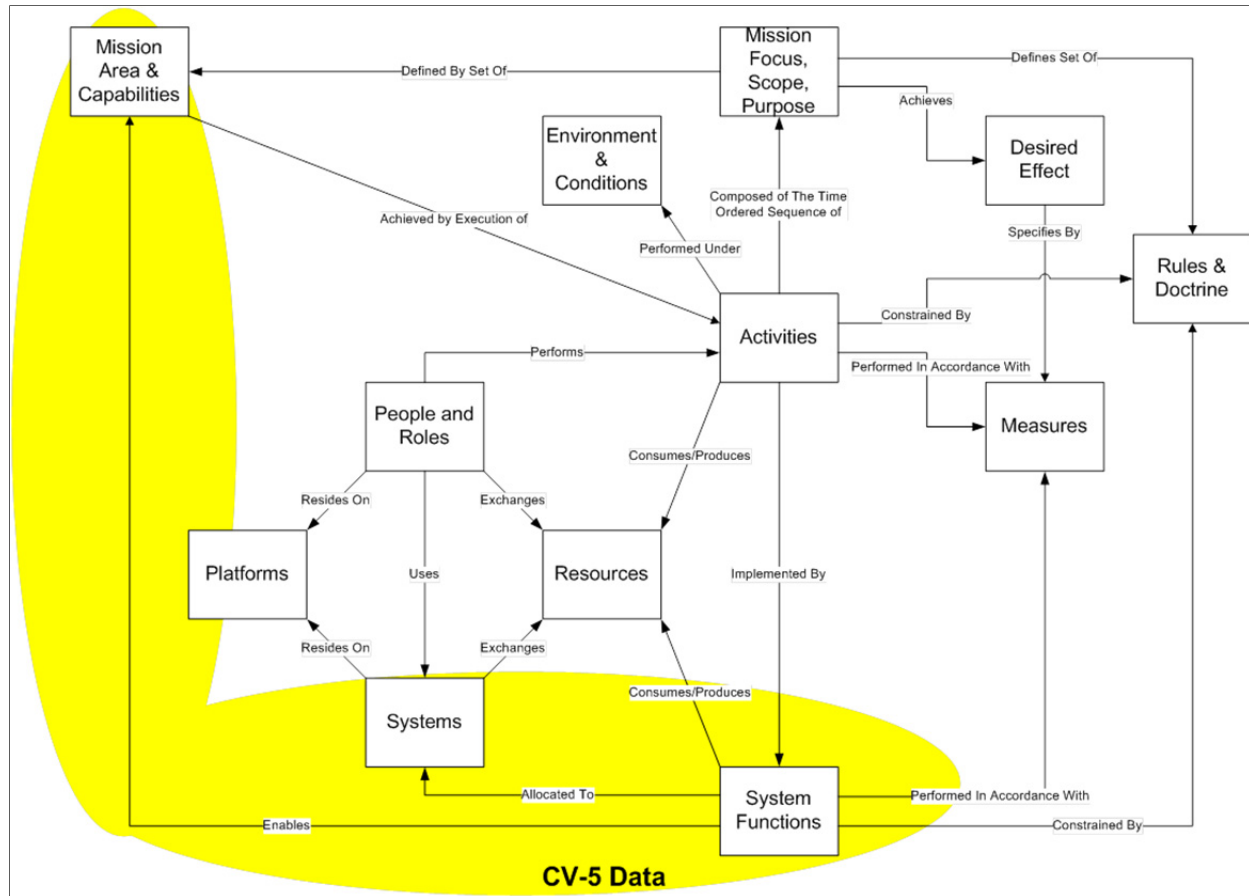 Mission
Area &
Capabilities
Defined By Set Of
Mission
Focus,
Scope,
Purpose
Defines Set Of
Achieves
Environment
&
Conditions
Desired
Effect
Composed of The Time
Ordered Sequence of
Achieved by Execution of
Specifies By
Performed Under
Rules &
Doctrine
Activities
Constrained By
Performs
Performed In Accordance With
People and
Roles
Measures
Consumes/Produces
Resides On
Exchanges
Platforms
Uses
Resources
Implemented By
Resides On
Exchanges
Consumes/Produces
Systems
Allocated To
System
Functions
Performed In Accordance With
Enables
Constrained By
CV-5 Data